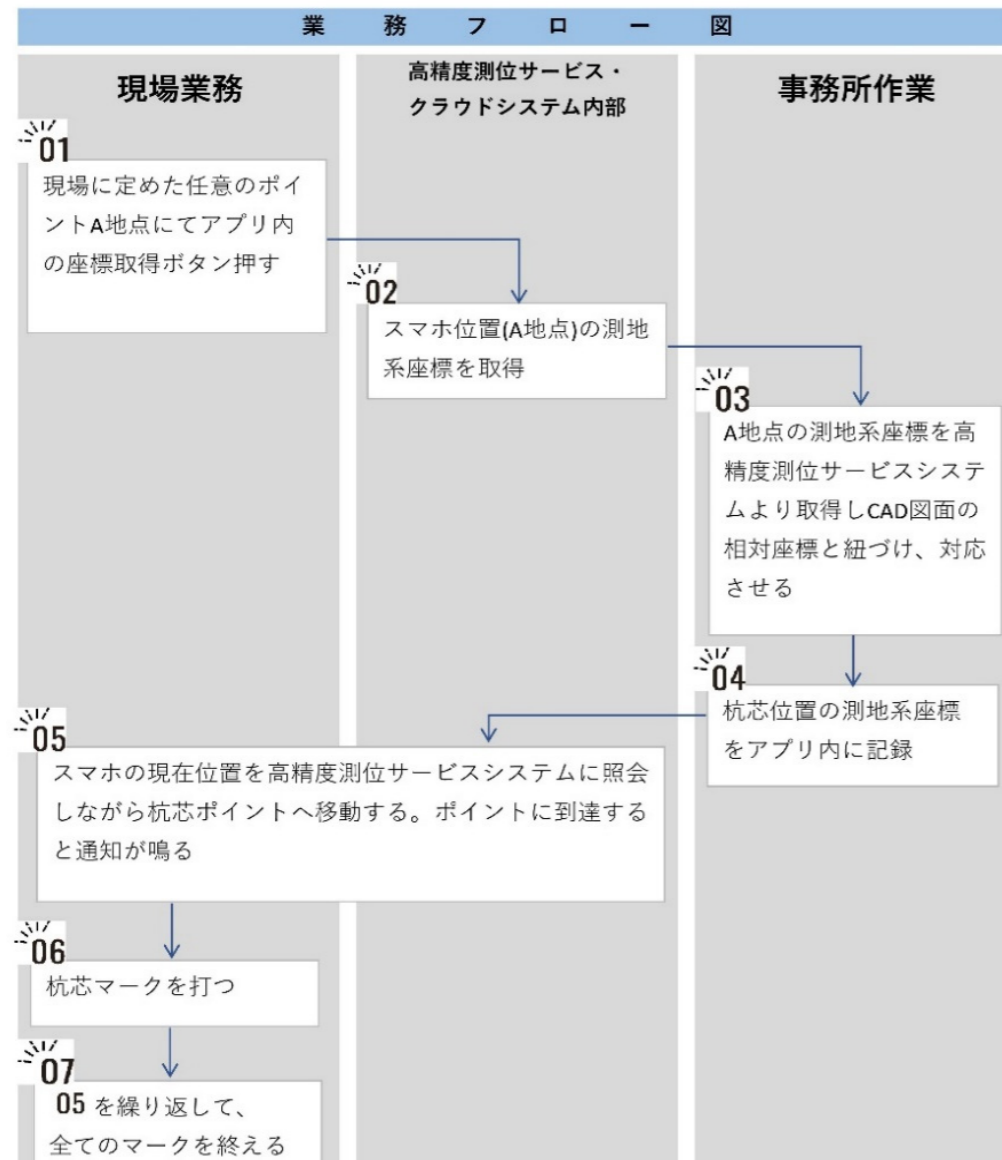 業務フロー図
現場業務
高精度測位サービス・
クラウドシステム内部
事務所作業
01
現場に定めた任意のポイ
ントA地点にてアプリ内
の座標取得ボタン押す
02
スマホ位置(A地点)の測地
系座標を取得
03
A地点の測地系座標を高
精度測位サービスシステ
ムより取得しCAD図面の
相対座標と紐づけ、対応
させる
04
杭芯位置の測地系座標
をアプリ内に記録
05
スマホの現在位置を高精度測位サービスシステムに照会
しながら杭芯ポイントへ移動する。ポイントに到達する
と通知が鳴る
06
杭芯マークを打つ
07
05 を繰り返して、
全てのマークを終える